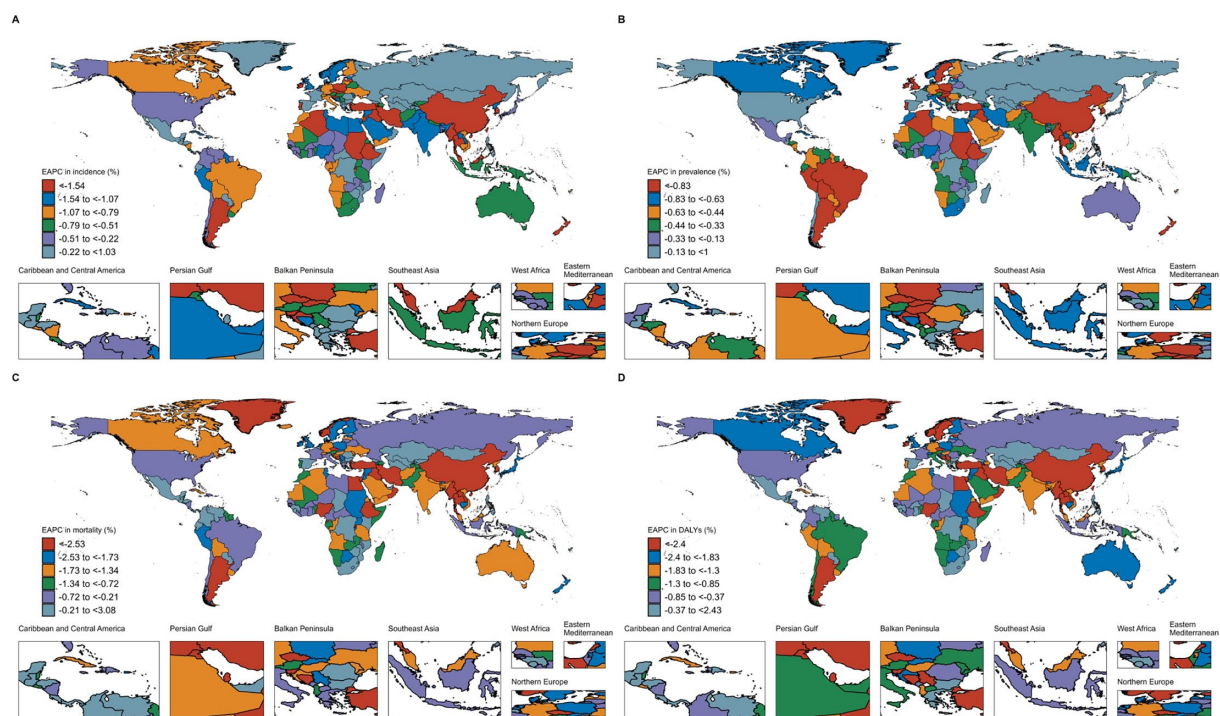 A
EAPC in incidence (%)
<-1.54
-1.54 to <-1.07
-1.07 to <-0.79
-0.79 to <-0.51
-0.51 to <-0.22
-0.22 to <1.03
Caribbean and Central America
Persian Gulf
Balkan Peninsula
Southeast Asia
West Africa
Eastern
Mediterranean
Northern Europe
B
EAPC in prevalence (%)
<-0.83
-0.83 to <-0.63
-0.63 to <-0.44
-0.44 to <-0.33
-0.33 to <-0.13
-0.13 to <1
Caribbean and Central America
Persian Gulf
Balkan Peninsula
Southeast Asia
West Africa
Eastern
Mediterranean
Northern Europe
C
EAPC in mortality (%)
<-2.53
-2.53 to <-1.73
-1.73 to <-1.34
-1.34 to <-0.72
-0.72 to <-0.21
-0.21 to <3.08
Caribbean and Central America
Persian Gulf
Balkan Peninsula
Southeast Asia
West Africa
Eastern
Mediterranean
Northern Europe
D
EAPC in DALYs (%)
<-2.4
-2.4 to <-1.83
-1.83 to <-1.3
-1.3 to <-0.85
-0.85 to <-0.37
-0.37 to <2.43
Caribbean and Central America
Persian Gulf
Balkan Peninsula
Southeast Asia
West Africa
Eastern
Mediterranean
Northern Europe